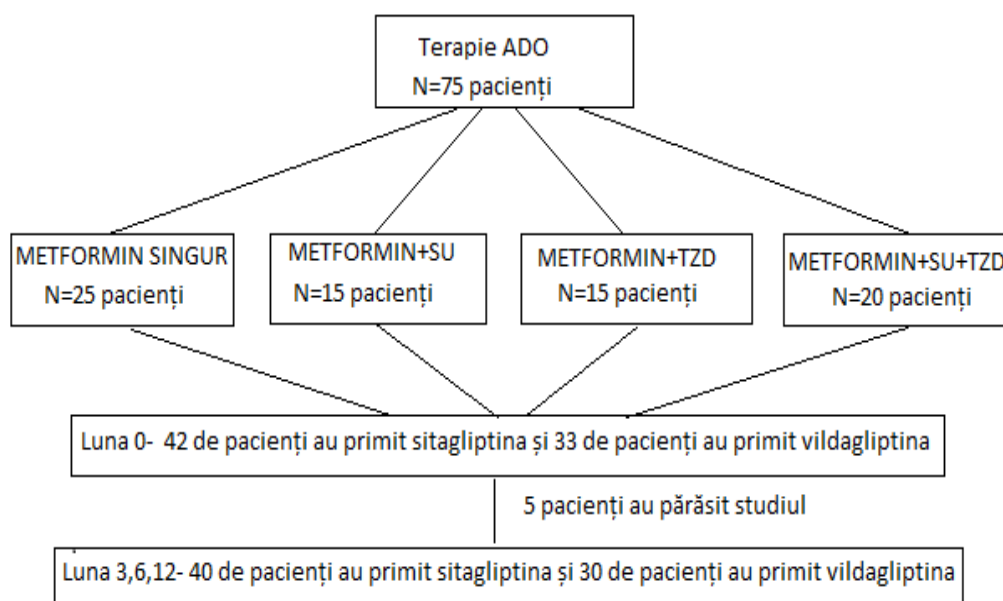 Terapie ADO
N=75 pacienți
METFORMIN SINGUR
N=25 pacienți
METFORMIN+SU
N=15 pacienți
METFORMIN+TZD
N=15 pacienți
METFORMIN+SU+TZD
N=20 pacienți
Luna 0- 42 de pacienți au primit sitagliptina și 33 de pacienți au primit vildagliptina
5 pacienți au părăsit studiul
Luna 3,6,12- 40 de pacienți au primit sitagliptina și 30 de pacienți au primit vildagliptina